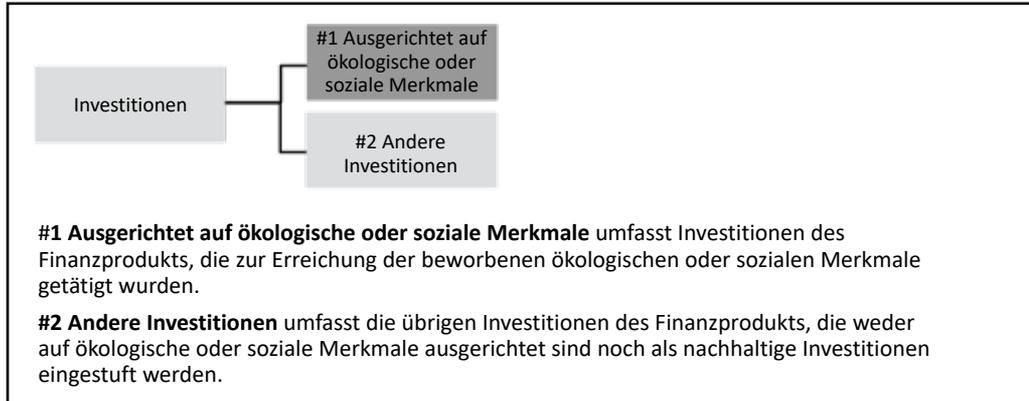 #1 Ausgerichtet auf
ökologische oder
soziale Merkmale
Investitionen
#2 Andere
Investitionen
#1 Ausgerichtet auf ökologische oder soziale Merkmale umfasst Investitionen des
Finanzprodukts, die zur Erreichung der beworbenen ökologischen oder sozialen Merkmale
getätigt wurden.
#2 Andere Investitionen umfasst die übrigen Investitionen des Finanzprodukts, die weder
auf ökologische oder soziale Merkmale ausgerichtet sind noch als nachhaltige Investitionen
eingestuft werden.